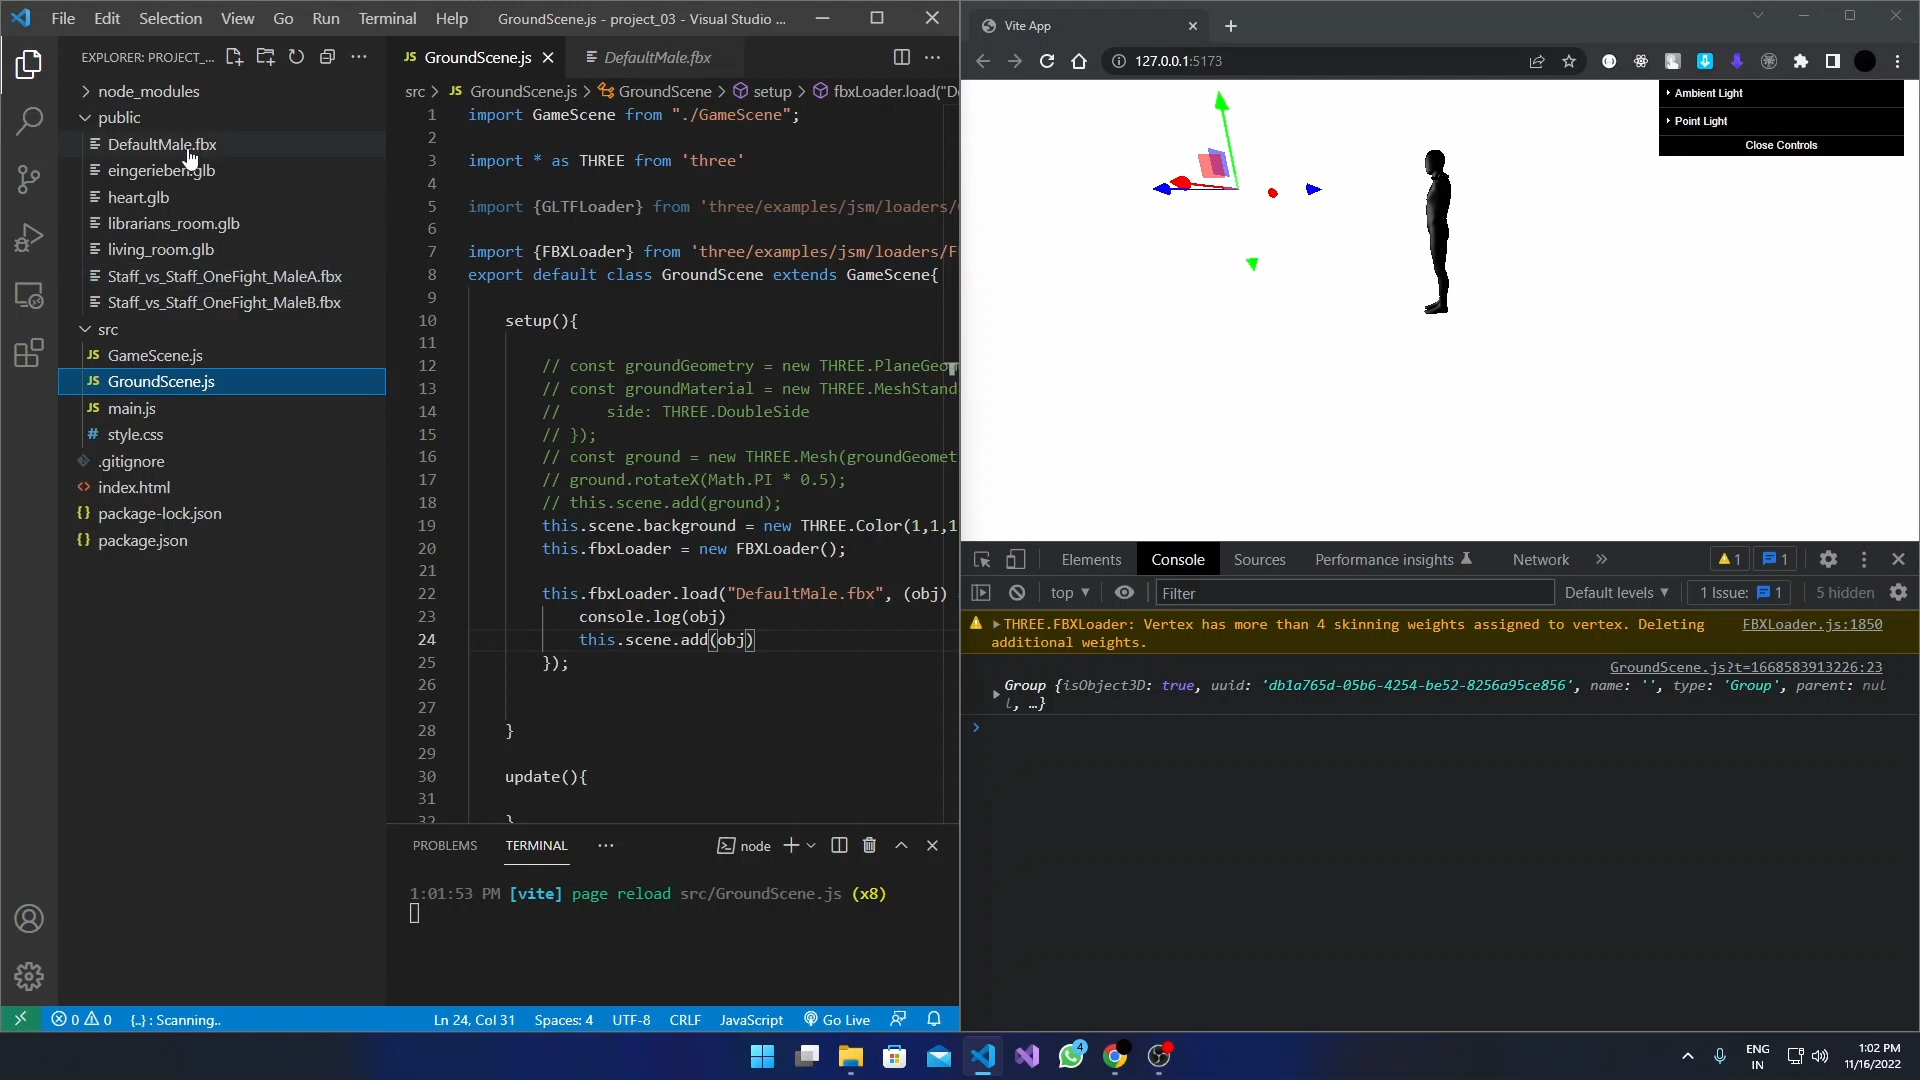 File Edit Selection View Go Run Terminal Help GroundScene.js - project_03 - Visual Studio ...
EXPLORER: PROJECT_...
node_modules
public
DefaultMale.fbx
eingerieben.glb
heart.glb
librarians_room.glb
living_room.glb
Staff_vs_Staff_OneFight_MaleA.fbx
Staff_vs_Staff_OneFight_MaleB.fbx
src
JS GameScene.js
JS GroundScene.js
JS main.js
# style.css
.gitignore
<> index.html
{} package-lock.json
{} package.json
JS GroundScene.js DefaultMale.fbx
src > JS GroundScene.js > GroundScene > setup > fbxLoader.load("De
1 import GameScene from "./GameScene";
2
3 import * as THREE from 'three'
4
5 import {GLTFLoader} from 'three/examples/jsm/loaders/
6
7 import {FBXLoader} from 'three/examples/jsm/loaders/F
8 export default class GroundScene extends GameScene{
9
10 setup(){
11
12 // const groundGeometry = new THREE.PlaneGeo
13 // const groundMaterial = new THREE.MeshStand
14 // side: THREE.DoubleSide
15 // });
16 // const ground = new THREE.Mesh(groundGeomet
17 // ground.rotateX(Math.PI * 0.5);
18 // this.scene.add(ground);
19 this.scene.background = new THREE.Color(1,1,1
20 this.fbxLoader = new FBXLoader();
21
22 this.fbxLoader.load("DefaultMale.fbx", (obj)
23 console.log(obj)
24 this.scene.add(obj)
25 });
26
27
28 }
29
30 update(){
31
32 }
PROBLEMS TERMINAL ... node
1:01:53 PM [vite] page reload src/GroundScene.js (x8)
0 0 {..} : Scanning.. Ln 24, Col 31 Spaces: 4 UTF-8 CRLF JavaScript Go Live
Vite App
127.0.0.1:5173
Ambient Light
Point Light
Close Controls
Elements Console Sources Performance insights Network » 1 1
top Filter Default levels 1 Issue: 1 5 hidden
THREE.FBXLoader: Vertex has more than 4 skinning weights assigned to vertex. Deleting FBXLoader.js:1850
additional weights.
GroundScene.js?t=1668583913226:23
Group {isObject3D: true, uuid: 'db1a765d-05b6-4254-be52-8256a95ce856', name: '', type: 'Group', parent: nul
l, …}
4
ENG
IN
1:02 PM
11/16/2022